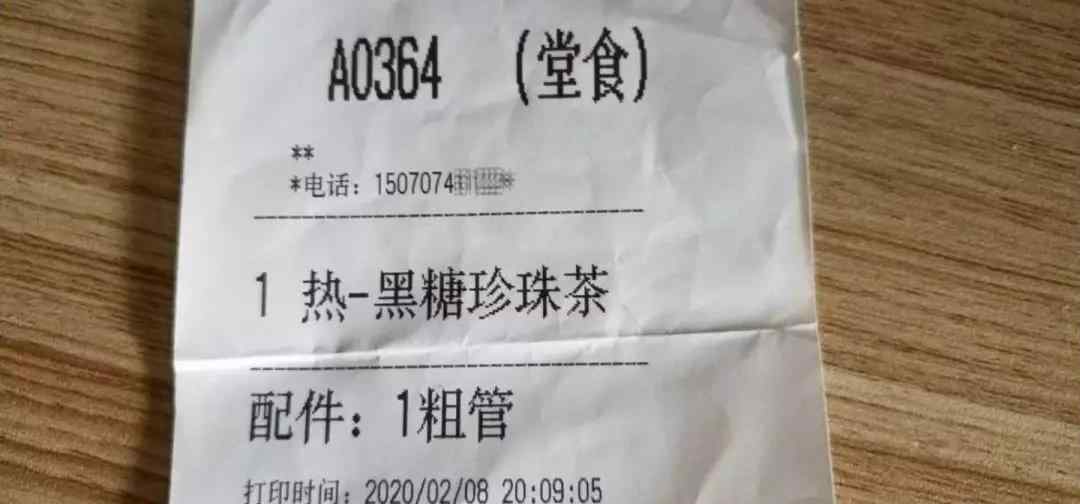 A0364 (堂食)
**
*电话: 1507074
1 热-黑糖珍珠茶
配件: 1粗管
打印时间: 2020/02/08 20:09:05